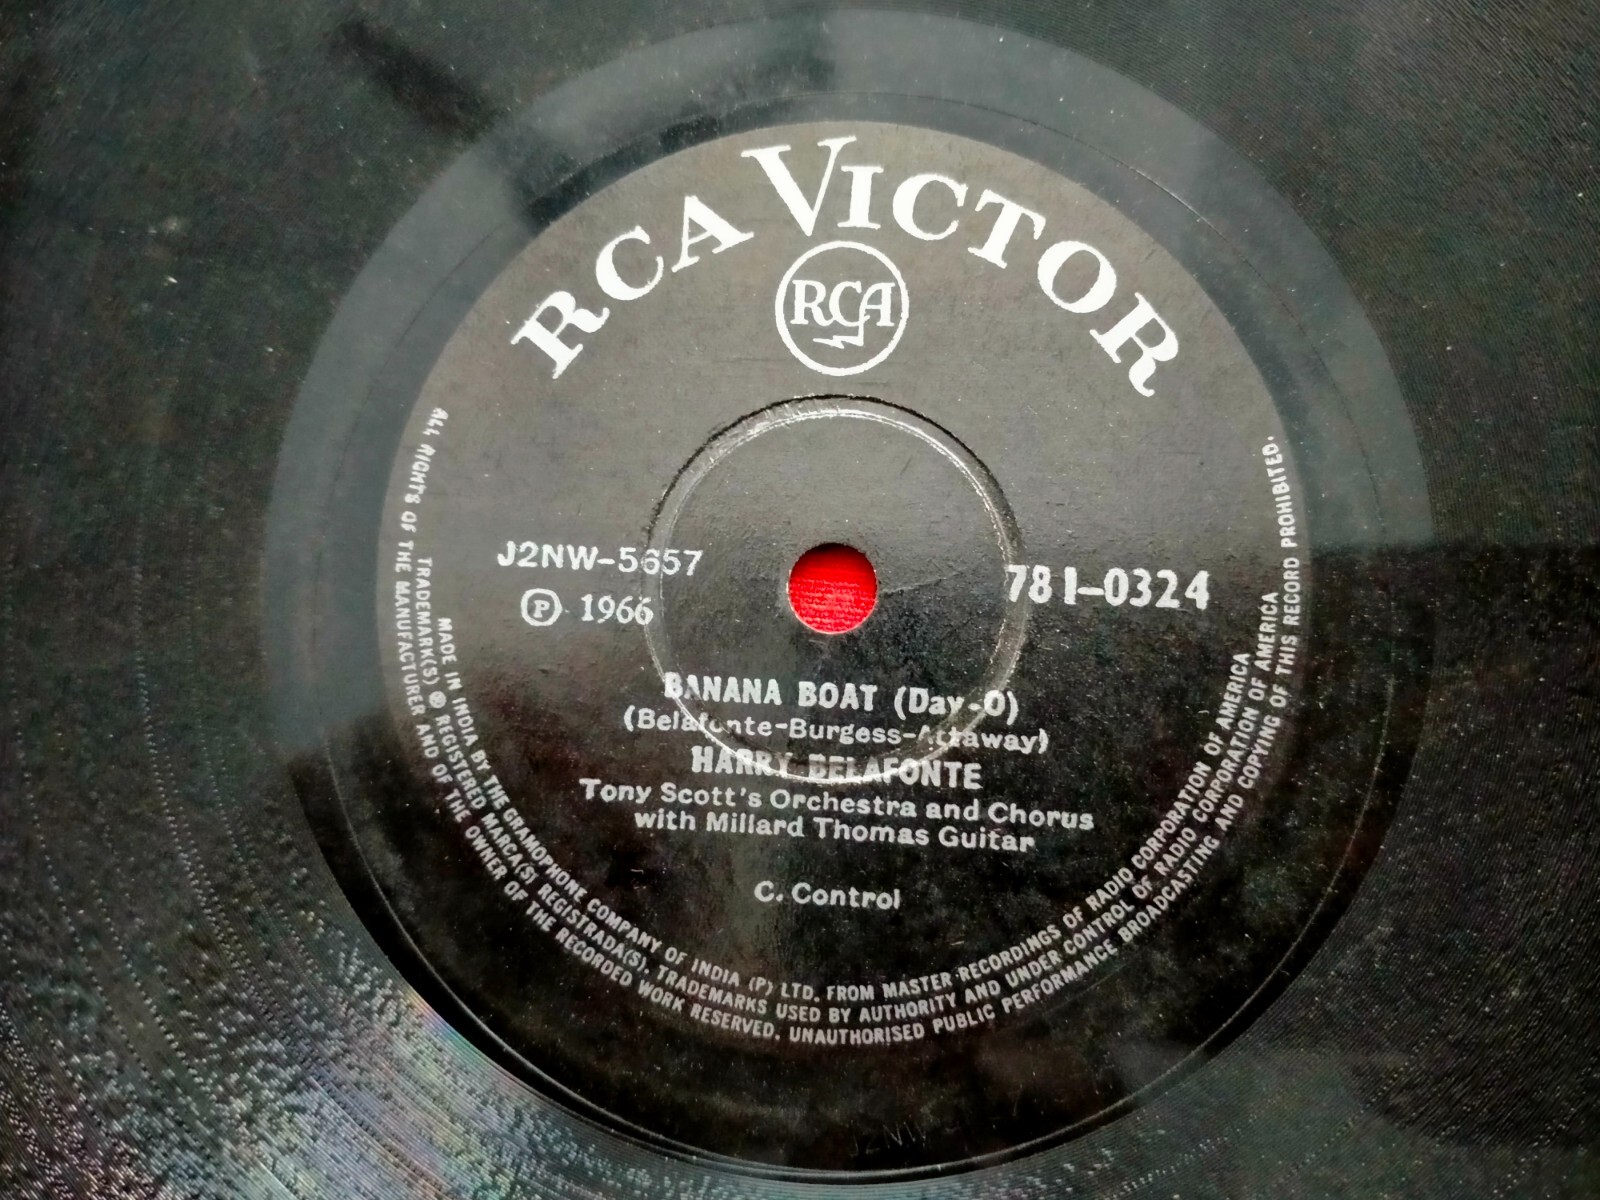 RCA VICTOR
RCA
J2NW-5657
Ⓟ 1966
78 I-0324
BANANA BOAT (Day-O)
(Belafonte-Burgess-Attaway)
HARRY BELAFONTE
Tony Scott's Orchestra and Chorus
with Millard Thomas Guitar
C. Control
MADE IN INDIA BY THE GRAMOPHONE COMPANY OF INDIA (P) LTD. FROM MASTER RECORDINGS OF RADIO CORPORATION OF AMERICA
TRADEMARK(S) ® REGISTERED MARCA(S) REGISTRADA(S). TRADEMARKS USED BY AUTHORITY AND UNDER CONTROL OF RADIO CORPORATION OF AMERICA
ALL RIGHTS OF THE MANUFACTURER AND OF THE OWNER OF THE RECORDED WORK RESERVED. UNAUTHORISED PUBLIC PERFORMANCE BROADCASTING AND COPYING OF THIS RECORD PROHIBITED.